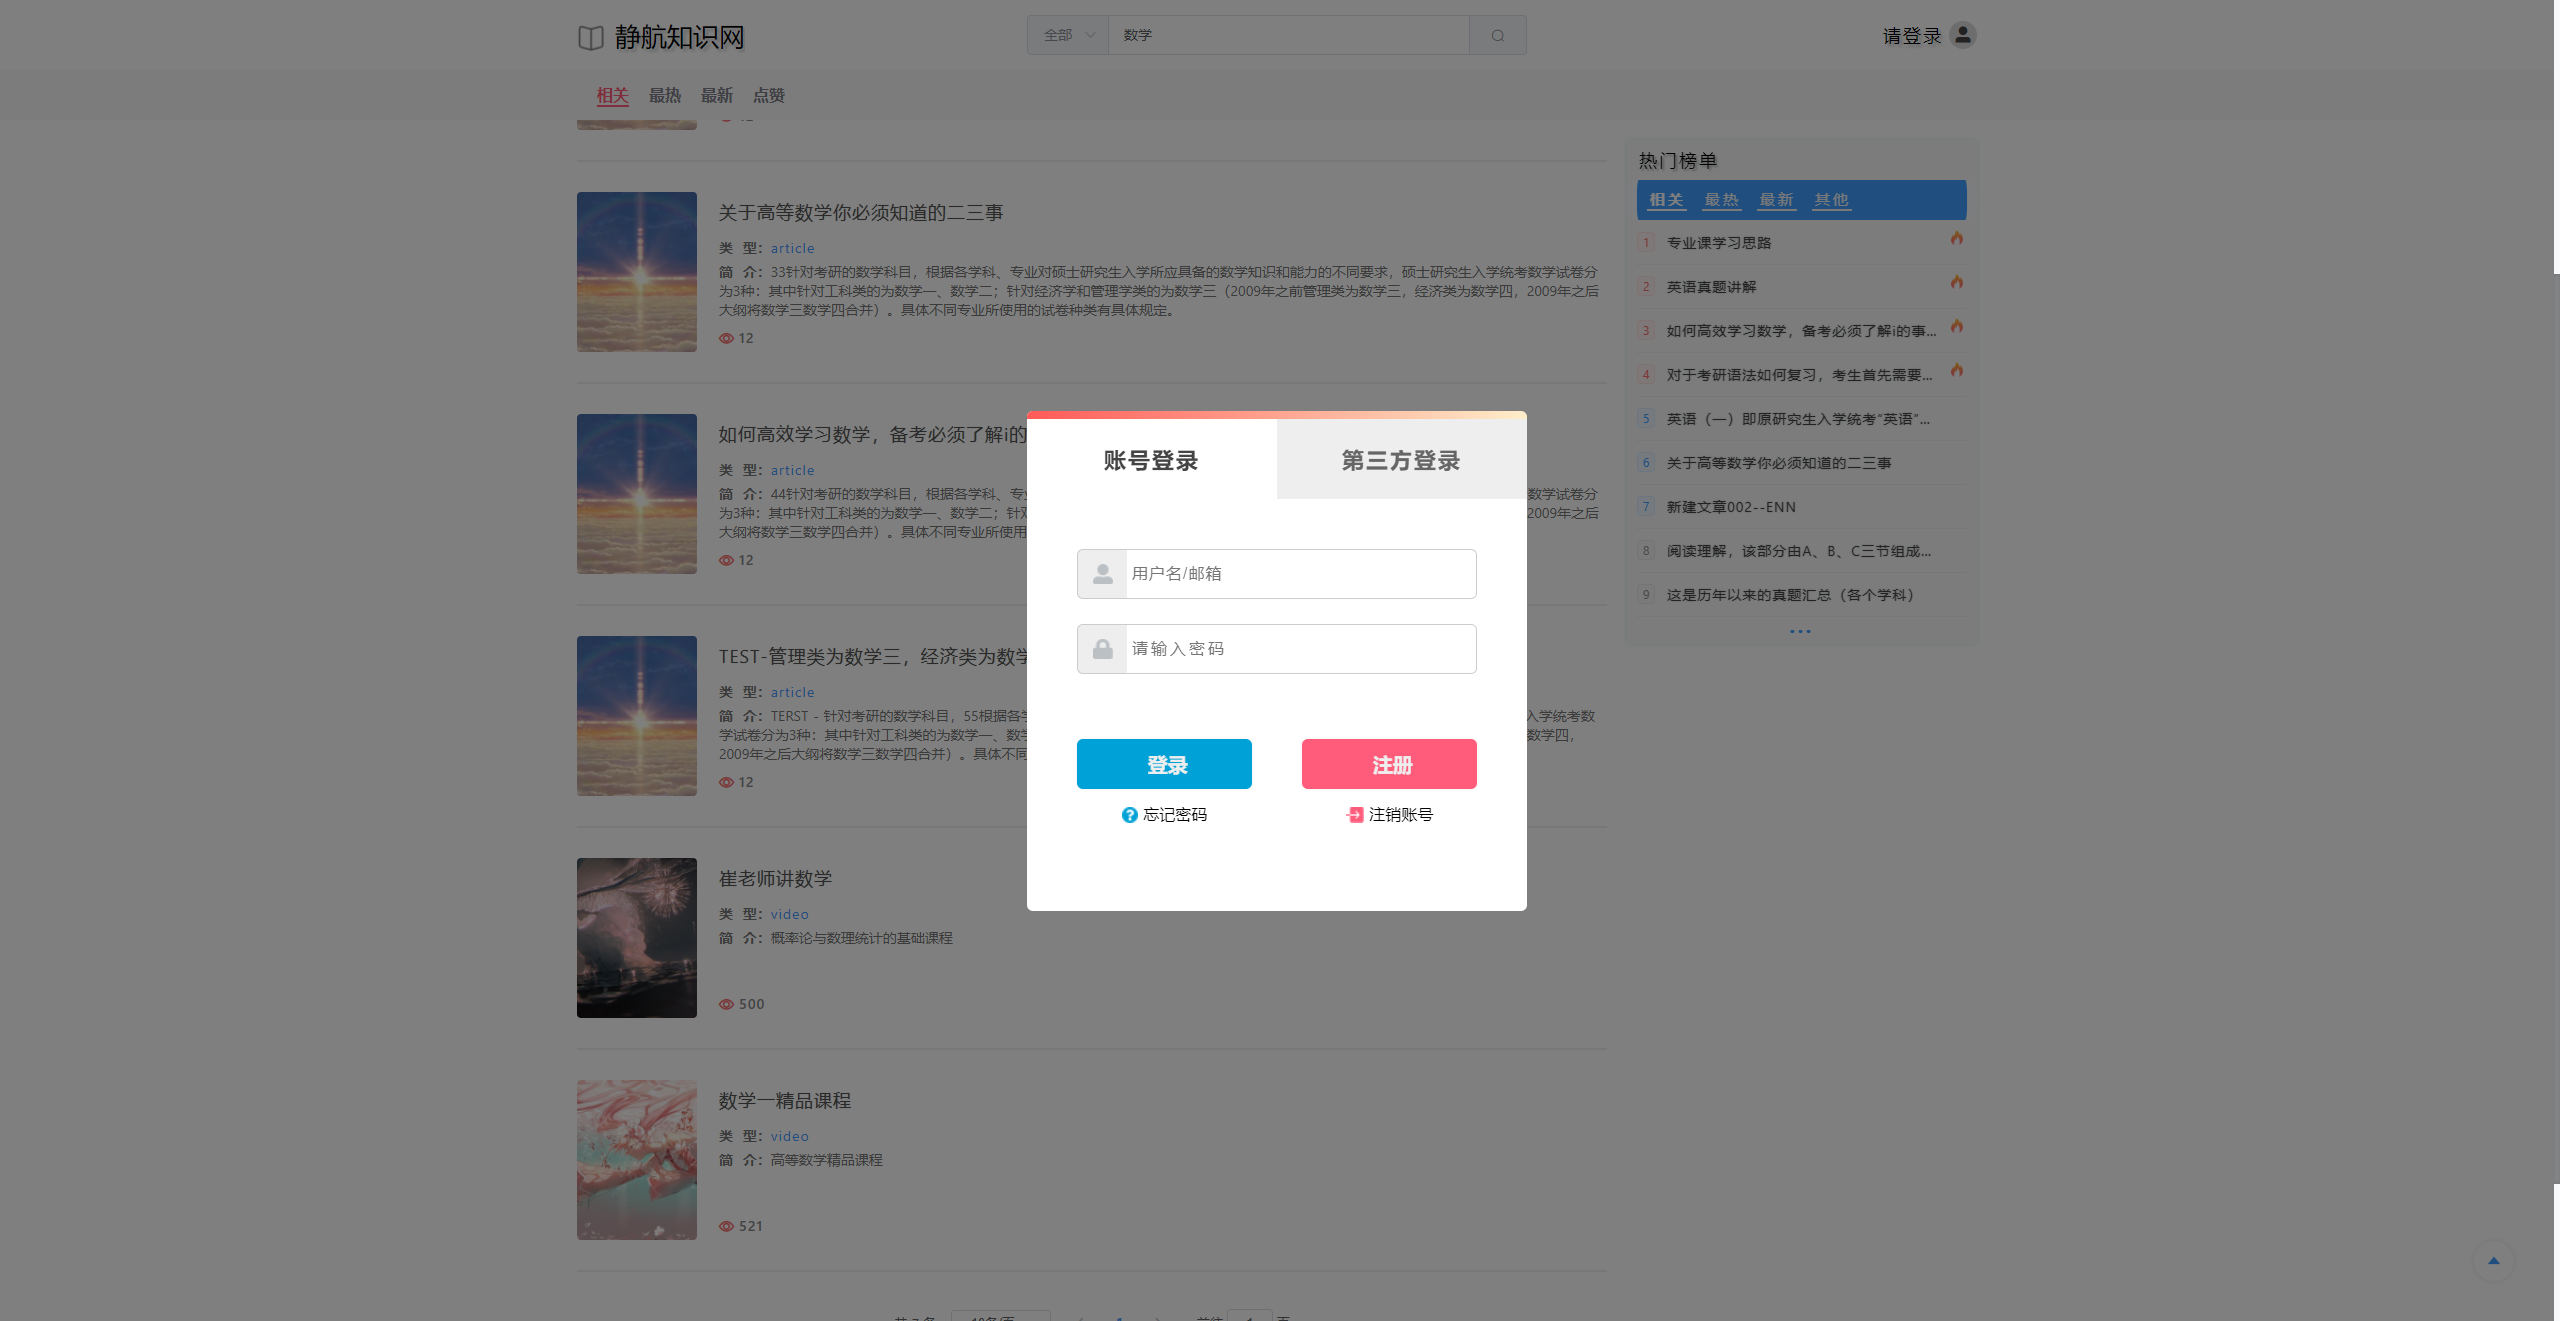 静航知识网
全部
数学
请登录
相关 最热 最新 点赞
关于高等数学你必须知道的二三事
类 型：article
简 介：33针对考研的数学科目，根据各学科、专业对硕士研究生入学所应具备的数学知识和能力的不同要求，硕士研究生入学统考数学试卷分
为3种：其中针对工科类的为数学一、数学二；针对经济学和管理学类的为数学三（2009年之前管理类为数学三，经济类为数学四，2009年之后
大纲将数学三数学四合并）。具体不同专业所使用的试卷种类有具体规定。
12
如何高效学习数学，备考必须了解i的
类 型：article
简 介：44针对考研的数学科目，根据各学科、专
数学试卷分
为3种：其中针对工科类的为数学一、数学二；针
2009年之后
大纲将数学三数学四合并）。具体不同专业所使用
12
TEST-管理类为数学三，经济类为数学
类 型：article
简 介：TERST - 针对考研的数学科目，55根据各
入学统考数
学试卷分为3种：其中针对工科类的为数学一、数学
数学四，
2009年之后大纲将数学三数学四合并）。具体不同
12
崔老师讲数学
类 型：video
简 介：概率论与数理统计的基础课程
500
数学一精品课程
类 型：video
简 介：高等数学精品课程
521
热门榜单
相关 最热 最新 其他
1 专业课学习思路
2 英语真题讲解
3 如何高效学习数学，备考必须了解i的事...
4 对于考研语法如何复习，考生首先需要...
5 英语（一）即原研究生入学统考“英语”...
6 关于高等数学你必须知道的二三事
7 新建文章002--ENN
8 阅读理解，该部分由A、B、C三节组成...
9 这是历年以来的真题汇总（各个学科）
账号登录
第三方登录
用户名/邮箱
请输入密码
登录
注册
忘记密码
注销账号